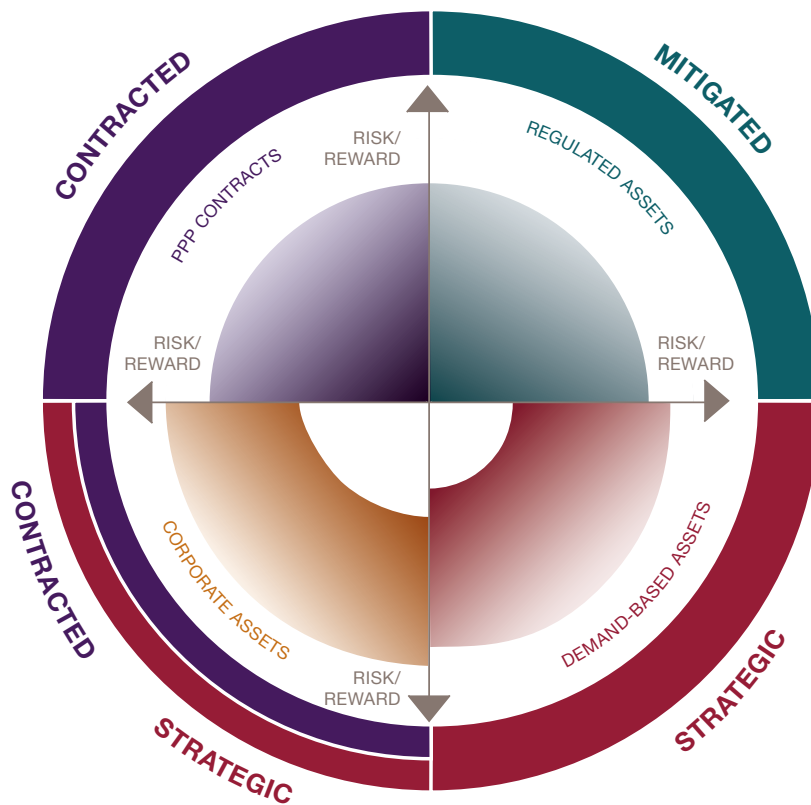 CONTRACTED
MITIGATED
RISK/
REWARD
PPP CONTRACTS
REGULATED ASSETS
RISK/
REWARD
RISK/
REWARD
CONTRACTED
CORPORATE ASSETS
DEMAND-BASED ASSETS
RISK/
REWARD
STRATEGIC
STRATEGIC